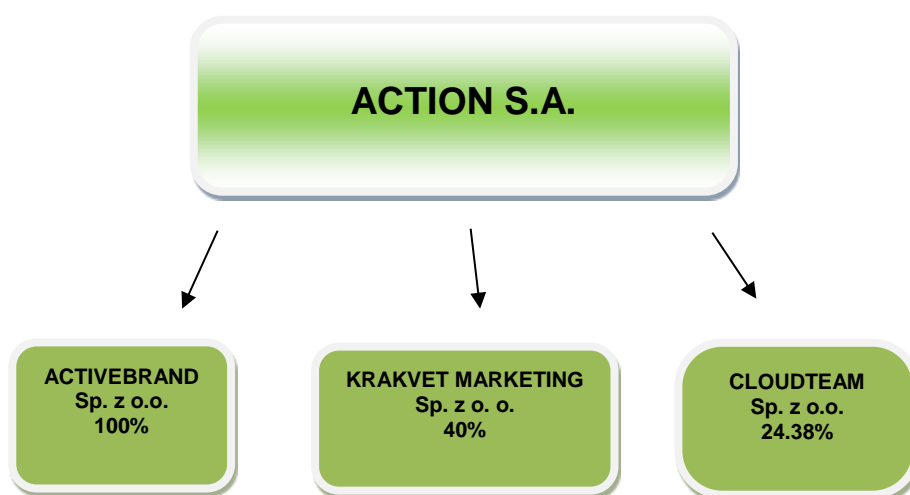 ACTION S.A.
ACTIVEBRAND
Sp. z o.o.
100%
KRAKVET MARKETING
Sp. z o. o.
40%
CLOUDTEAM
Sp. z o.o.
24.38%